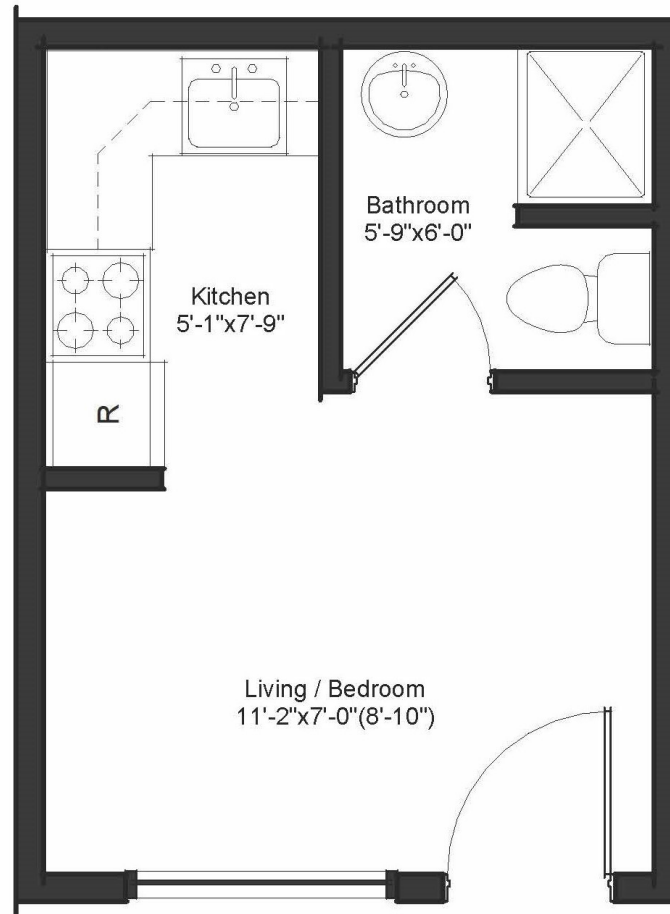 Bathroom
5'-9"x6'-0"
Kitchen
5'-1"x7'-9"
R
Living / Bedroom
11'-2"x7'-0"(8'-10")